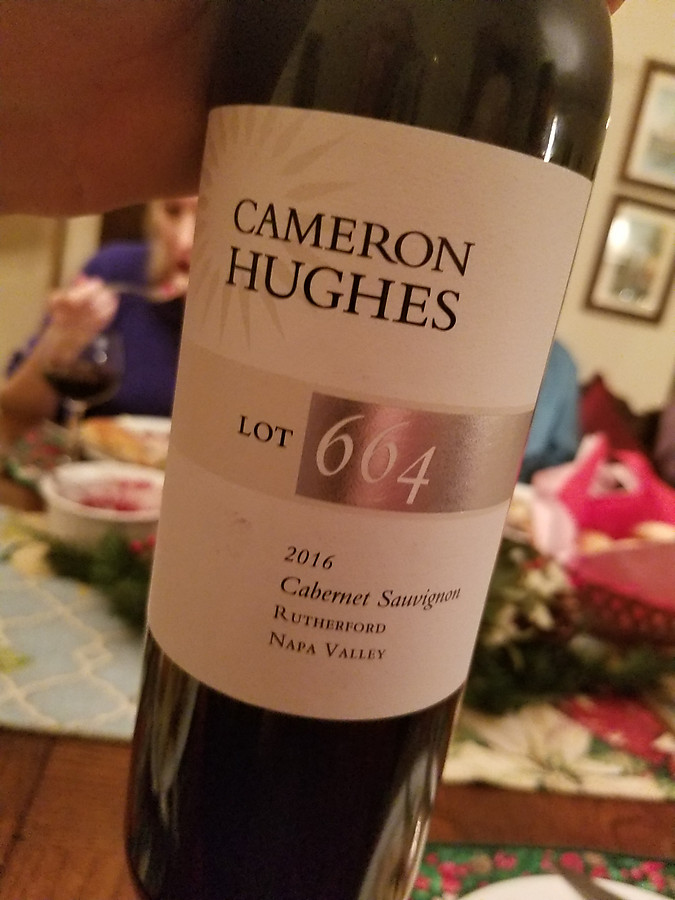 CAMERON
HUGHES
LOT 664
2016
Cabernet Sauvignon
RUTHERFORD
NAPA VALLEY